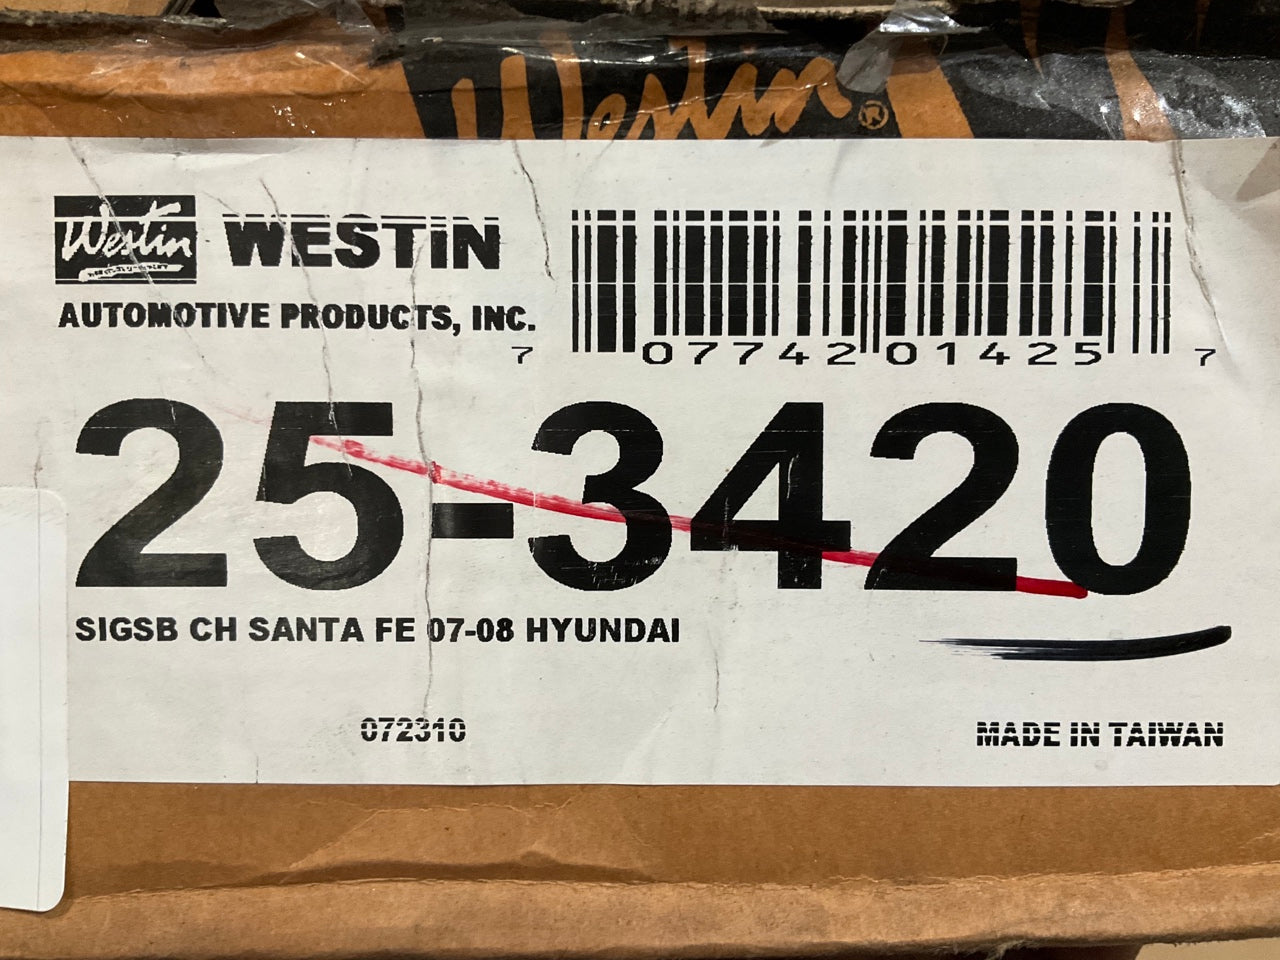 Westin®
Westin WESTiN
AUTOMOTIVE PRODUCTS, INC.
7 07742 01425 7
25-3420
SIGSB CH SANTA FE 07-08 HYUNDAI
072310
MADE IN TAIWAN